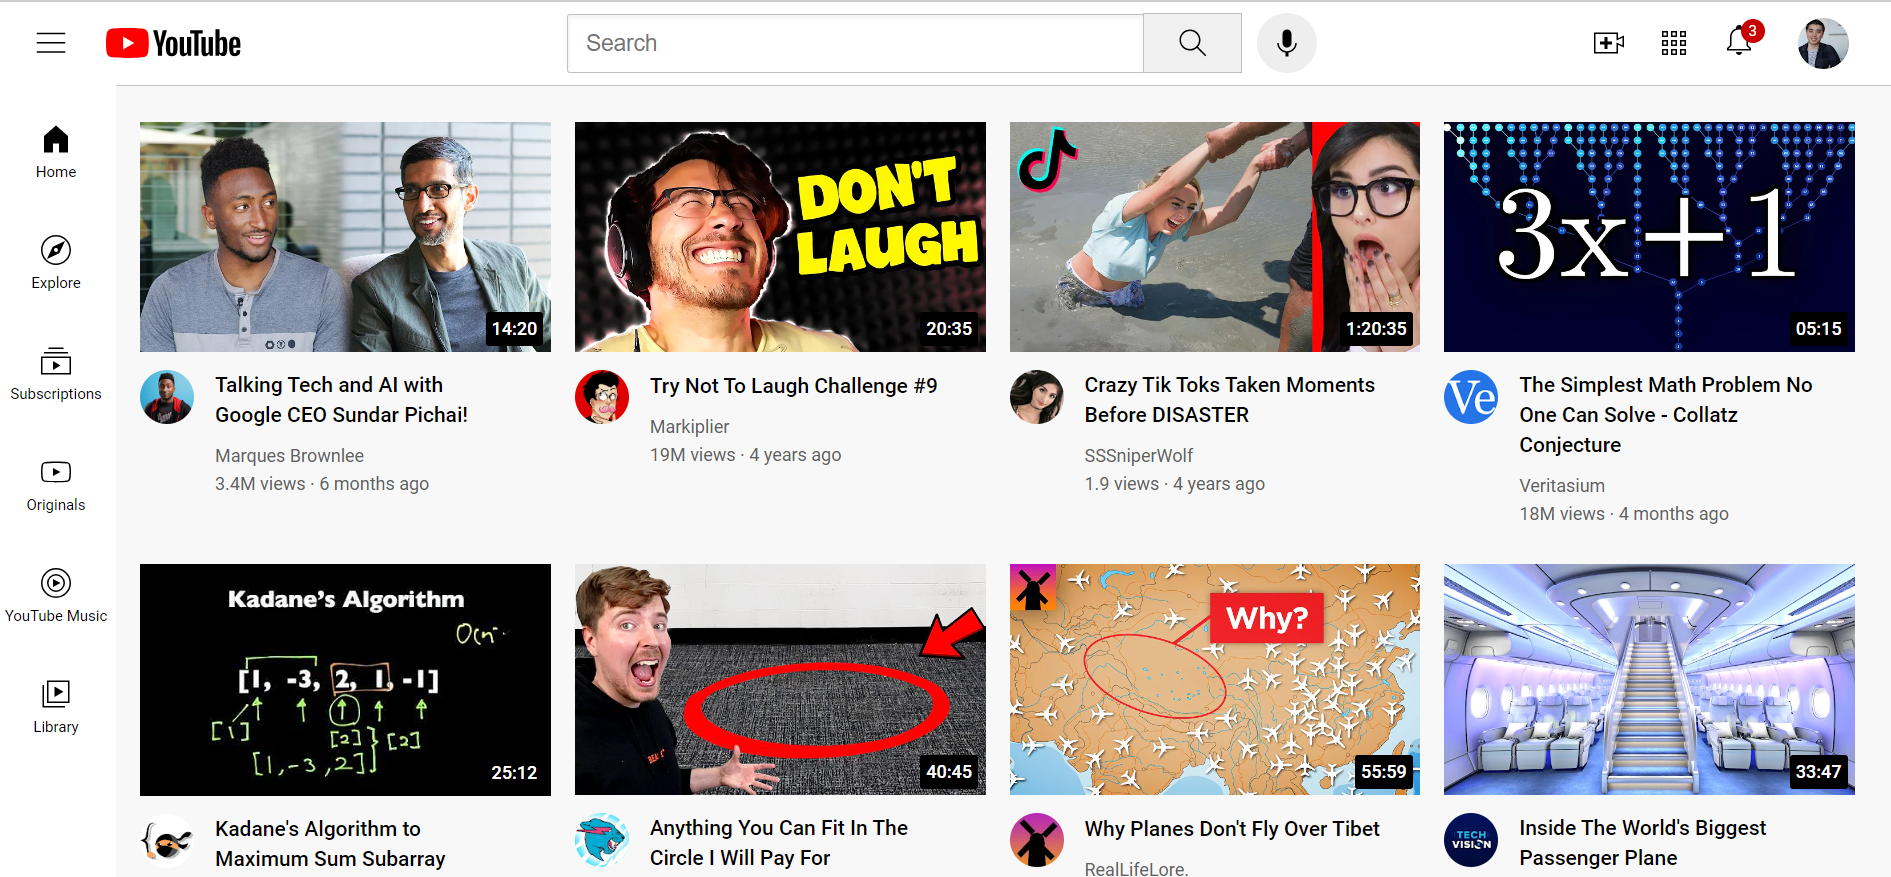 YouTube
Search
3
Home
Explore
Subscriptions
Originals
YouTube Music
Library
14:20
Talking Tech and AI with
Google CEO Sundar Pichai!
Marques Brownlee
3.4M views · 6 months ago
DON'T
LAUGH
20:35
Try Not To Laugh Challenge #9
Markiplier
19M views · 4 years ago
1:20:35
Crazy Tik Toks Taken Moments
Before DISASTER
SSSniperWolf
1.9 views · 4 years ago
3x+1
05:15
Ve
The Simplest Math Problem No
One Can Solve - Collatz
Conjecture
Veritasium
18M views · 4 months ago
Kadane's Algorithm
[1, -3, 2, 1, -1]
[1]
[2]
[2]
[1, -3, 2]
25:12
Kadane's Algorithm to
Maximum Sum Subarray
40:45
Anything You Can Fit In The
Circle I Will Pay For
Why?
55:59
Why Planes Don't Fly Over Tibet
RealLifeLore.
33:47
TECH
VISION
Inside The World's Biggest
Passenger Plane